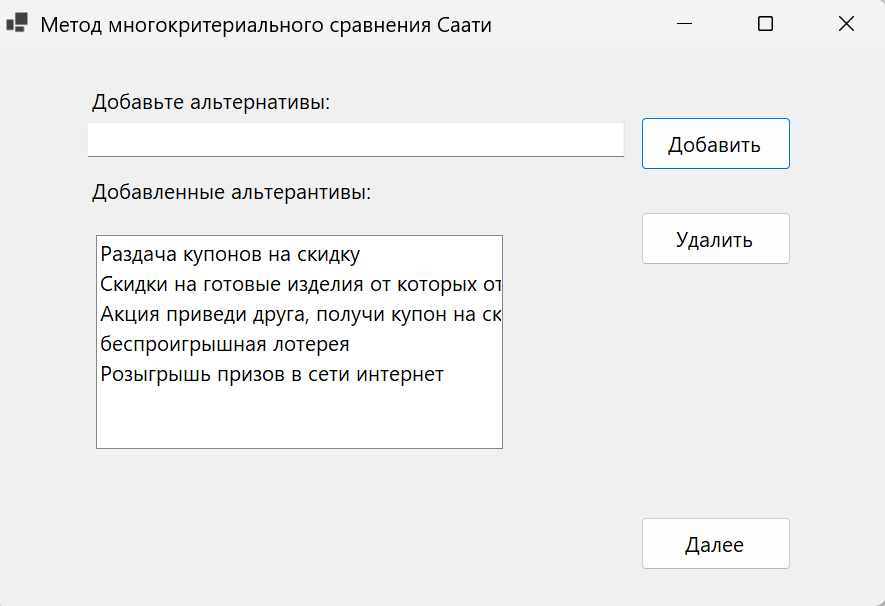 Метод многокритериального сравнения Саати
Добавьте альтернативы:
Добавить
Добавленные альтерантивы:
Удалить
Раздача купонов на скидку
Скидки на готовые изделия от которых от
Акция приведи друга, получи купон на ск
беспроигрышная лотерея
Розыгрышь призов в сети интернет
Далее